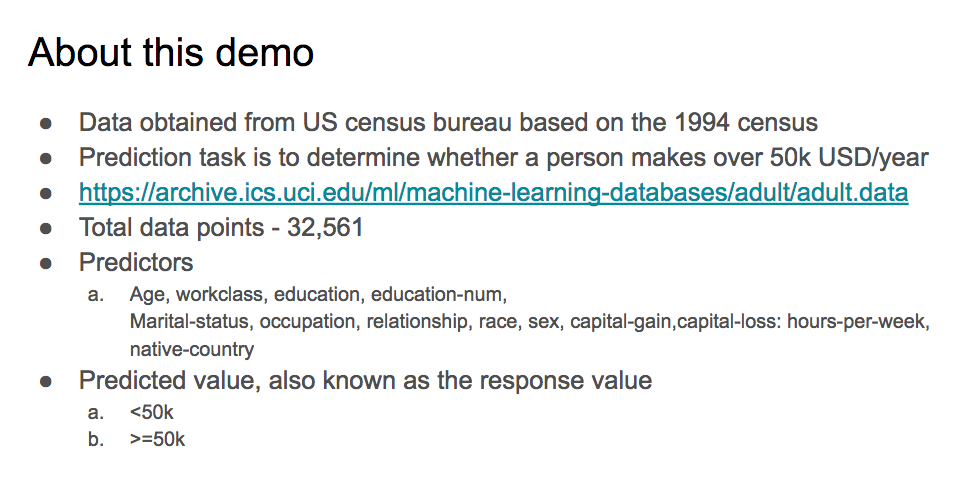 About this demo
● Data obtained from US census bureau based on the 1994 census
● Prediction task is to determine whether a person makes over 50k USD/year
● https://archive.ics.uci.edu/ml/machine-learning-databases/adult/adult.data
● Total data points - 32,561
● Predictors
a. Age, workclass, education, education-num,
Marital-status, occupation, relationship, race, sex, capital-gain,capital-loss: hours-per-week,
native-country
● Predicted value, also known as the response value
a. <50k
b. >=50k